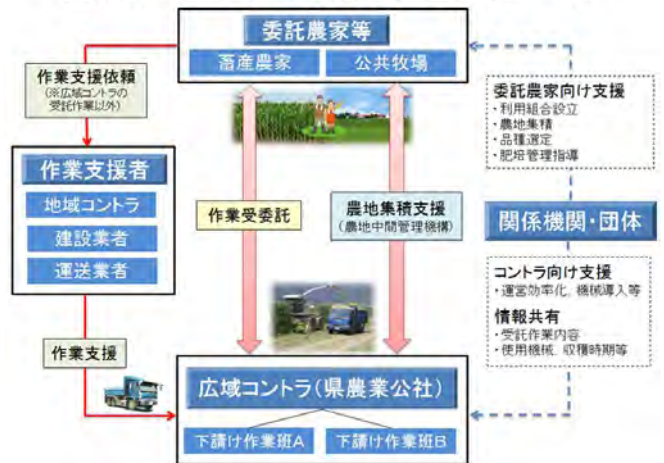 委託農家等
畜産農家
公共牧場
作業支援依頼
(※広域コントラの
受託作業以外)
作業支援者
地域コントラ
建設業者
運送業者
作業支援
作業受委託
農地集積支援
(農地中間管理機構)
委託農家向け支援
・利用組合設立
・農地集積
・品種選定
・肥培管理指導
関係機関・団体
コントラ向け支援
・運営効率化、機械導入等
情報共有
・受託作業内容
・使用機械、収穫時期等
広域コントラ(県農業公社)
下請け作業班A
下請け作業班B